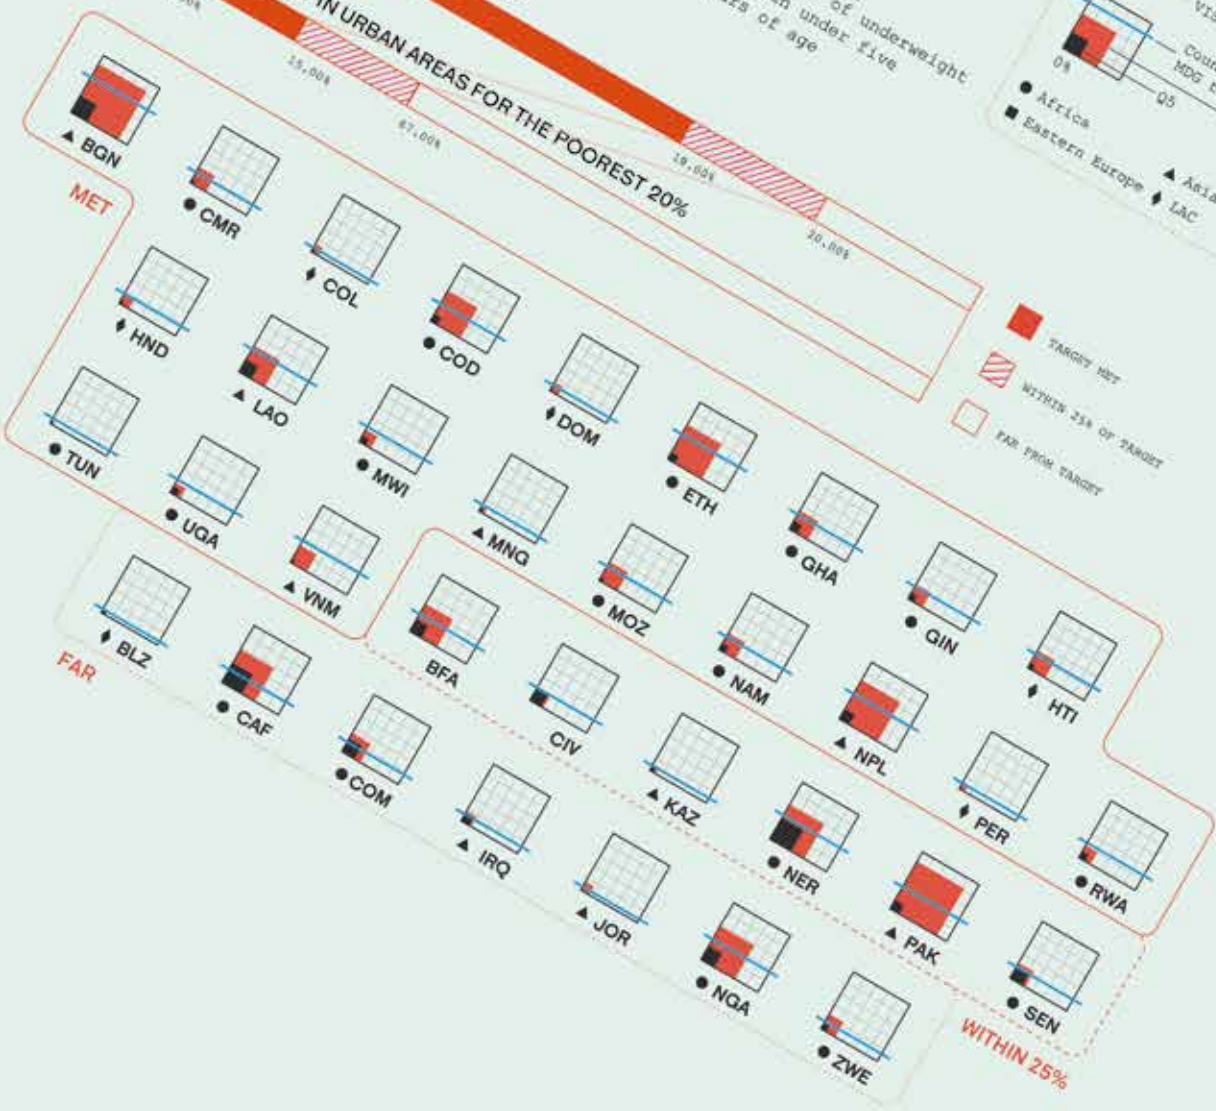 of underweight
under five
of age
IN URBAN AREAS FOR THE POOREST 20%
15,00%
67,00%
19,00%
20,00%
0%
MDG
Q5
Africa
Eastern Europe
LAC
TARGET MET
WITHIN 25% OF TARGET
FAR FROM TARGET
MET
BGN
CMR
COL
COD
DOM
ETH
GHA
GIN
HTI
HND
LAO
MWI
MNG
MOZ
NAM
NPL
PER
RWA
TUN
UGA
VNM
BFA
CIV
KAZ
NER
PAK
SEN
WITHIN 25%
BLZ
CAF
COM
IRQ
JOR
NGA
ZWE
FAR